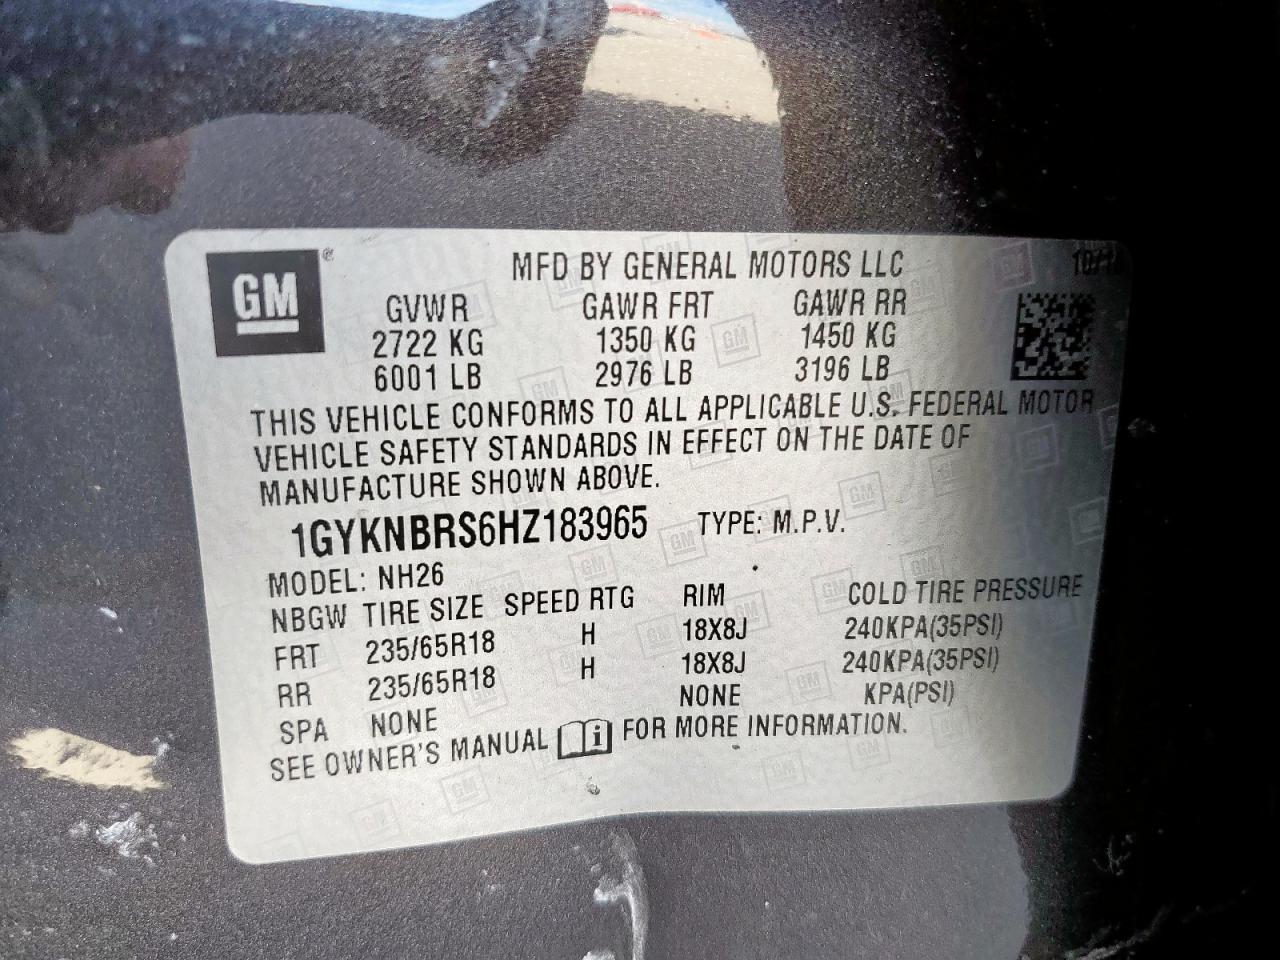 GM ®
MFD BY GENERAL MOTORS LLC
GVWR GAWR FRT GAWR RR
2722 KG 1350 KG 1450 KG
6001 LB 2976 LB 3196 LB
THIS VEHICLE CONFORMS TO ALL APPLICABLE U.S. FEDERAL MOTOR
VEHICLE SAFETY STANDARDS IN EFFECT ON THE DATE OF
MANUFACTURE SHOWN ABOVE.
1GYKNBRS6HZ183965 TYPE: M.P.V.
MODEL: NH26
NBGW TIRE SIZE SPEED RTG RIM COLD TIRE PRESSURE
FRT 235/65R18 H 18X8J 240KPA(35PSI)
RR 235/65R18 H 18X8J 240KPA(35PSI)
SPA NONE NONE KPA(PSI)
SEE OWNER'S MANUAL i FOR MORE INFORMATION.